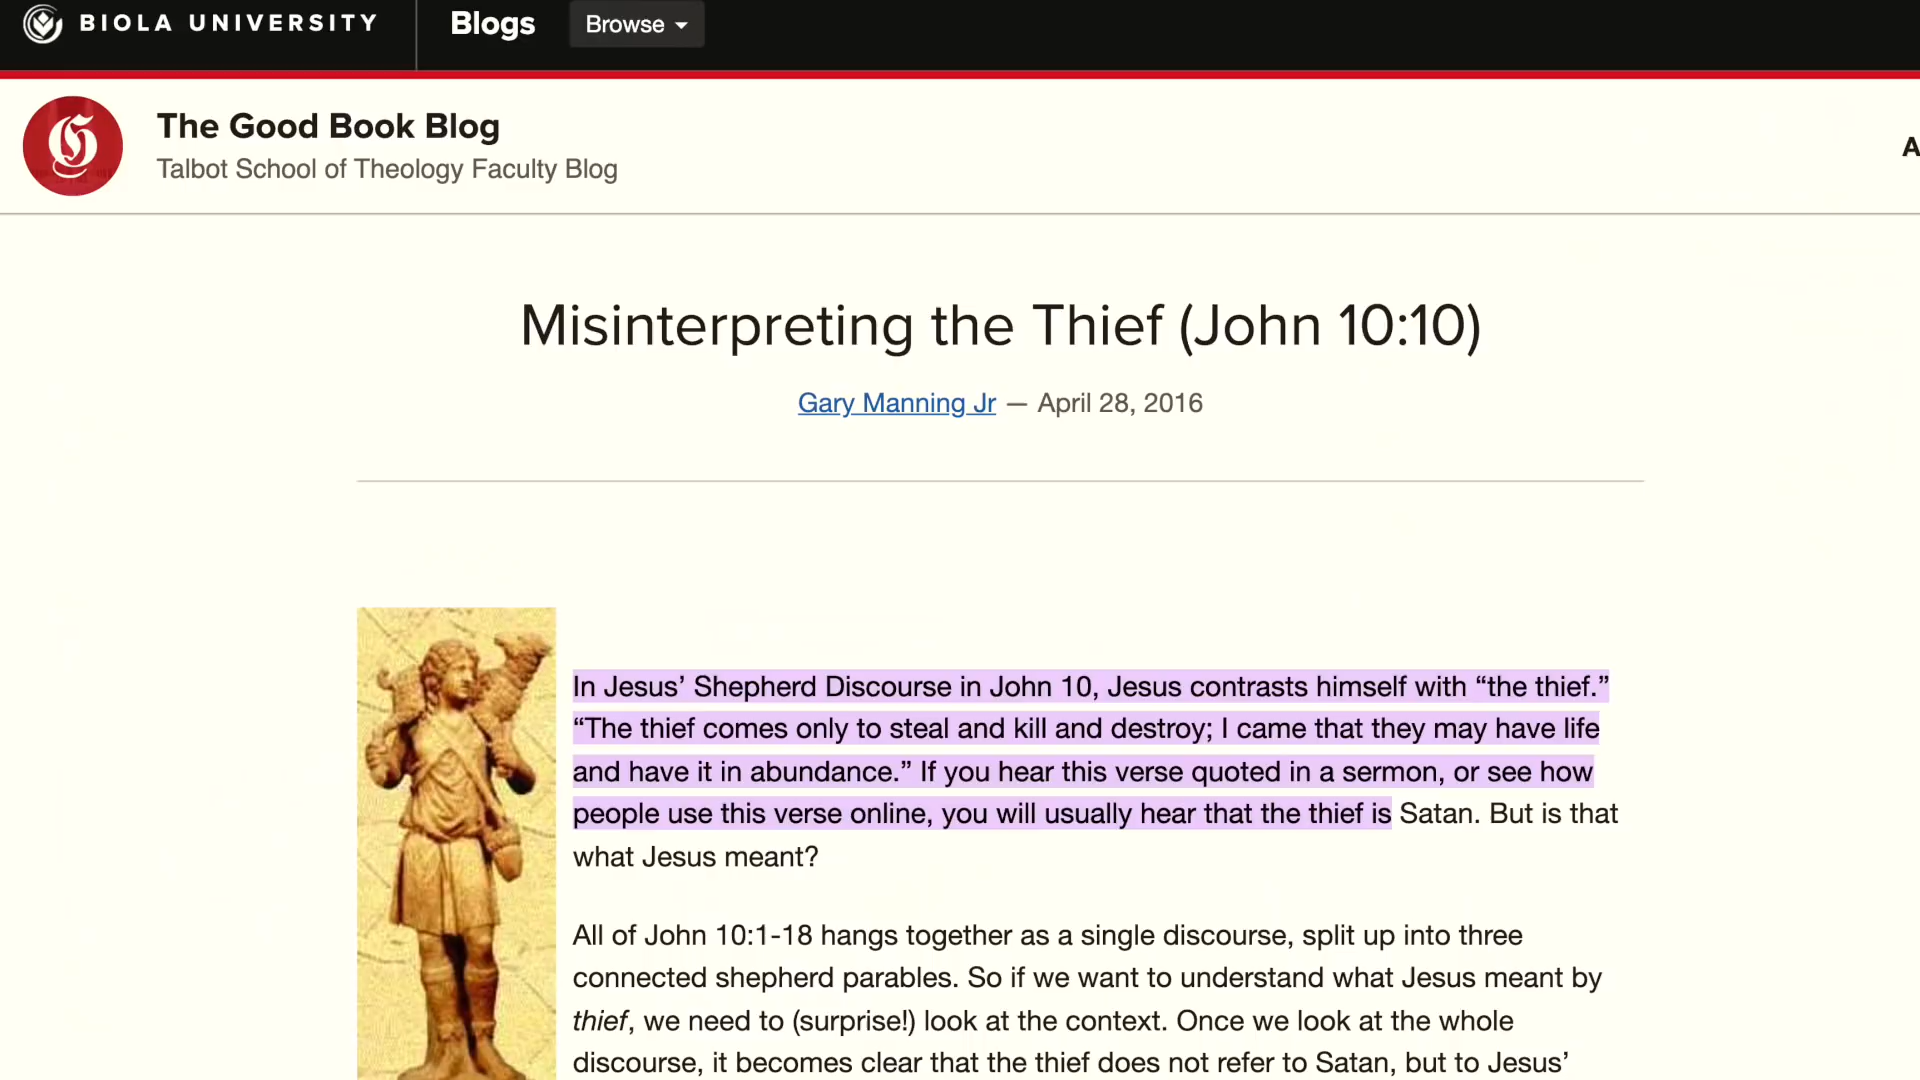 BIOLA UNIVERSITY
Blogs
Browse
The Good Book Blog
Talbot School of Theology Faculty Blog
A
Misinterpreting the Thief (John 10:10)
Gary Manning Jr — April 28, 2016
In Jesus’ Shepherd Discourse in John 10, Jesus contrasts himself with “the thief.”
“The thief comes only to steal and kill and destroy; I came that they may have life
and have it in abundance.” If you hear this verse quoted in a sermon, or see how
people use this verse online, you will usually hear that the thief is Satan. But is that
what Jesus meant?
All of John 10:1-18 hangs together as a single discourse, split up into three
connected shepherd parables. So if we want to understand what Jesus meant by
thief, we need to (surprise!) look at the context. Once we look at the whole
discourse, it becomes clear that the thief does not refer to Satan, but to Jesus’